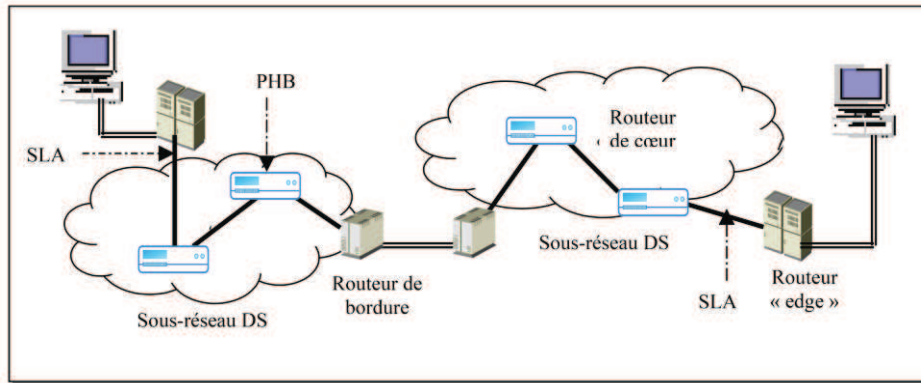 PHB
Routeur
de cœur
SLA
Sous-réseau DS
Routeur de
bordure
Sous-réseau DS
SLA
Routeur
« edge »